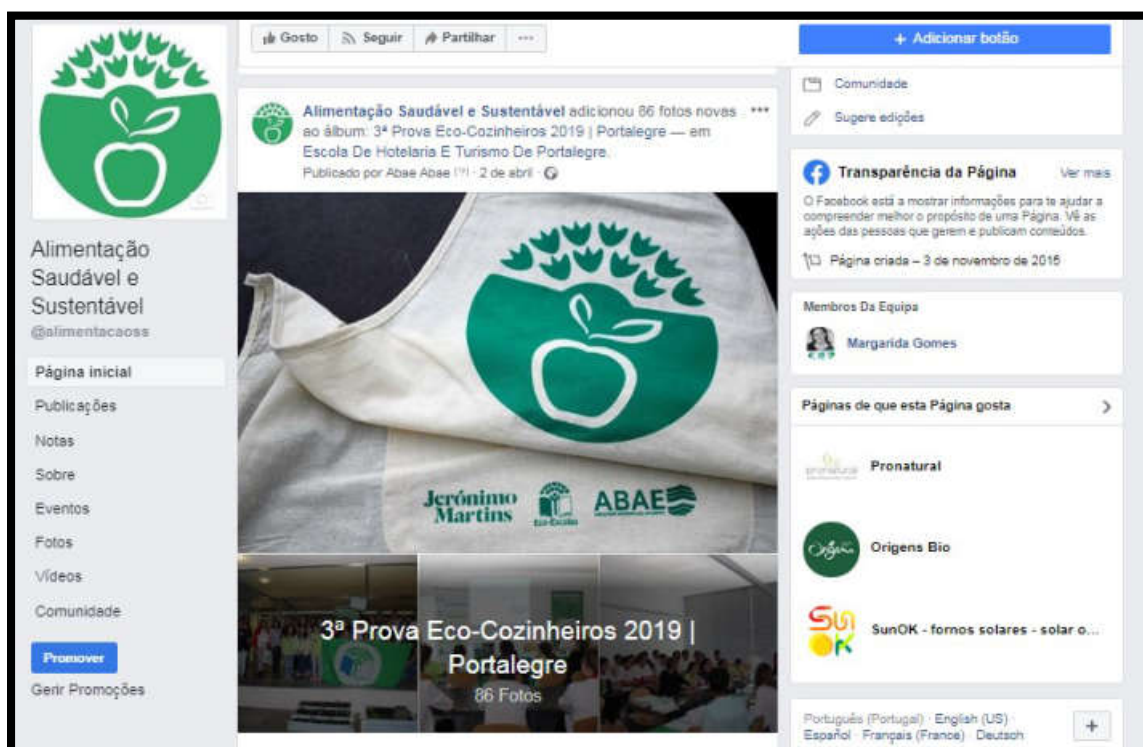 Gosto
Seguir
Partilhar
+ Adicionar botão
Comunidade
Sugere edições
Alimentação Saudável e Sustentável adicionou 86 fotos novas
ao álbum: 3ª Prova Eco-Cozinheiros 2019 | Portalegre — em
Escola De Hotelaria E Turismo De Portalegre.
Publicado por Abae Abae [?] · 2 de abril ·
Transparência da Página
Ver mais
O Facebook está a mostrar informações para te ajudar a
compreender melhor o propósito de uma Página. Vê as
ações das pessoas que gerem e publicam conteúdos.
Página criada – 3 de novembro de 2015
Alimentação
Saudável e
Sustentável
@alimentacaoss
Página inicial
Publicações
Notas
Sobre
Eventos
Fotos
Vídeos
Comunidade
Promover
Gerir Promoções
Jerónimo
Martins
Eco-Escolas
ABAE
3ª Prova Eco-Cozinheiros 2019 |
Portalegre
86 Fotos
Membros Da Equipa
Margarida Gomes
Páginas de que esta Página gosta
pronatural
Pronatural
Origens
Origens Bio
SunOK
SunOK - fornos solares - solar o...
Português (Portugal) · English (US) ·
Español · Français (France) · Deutsch